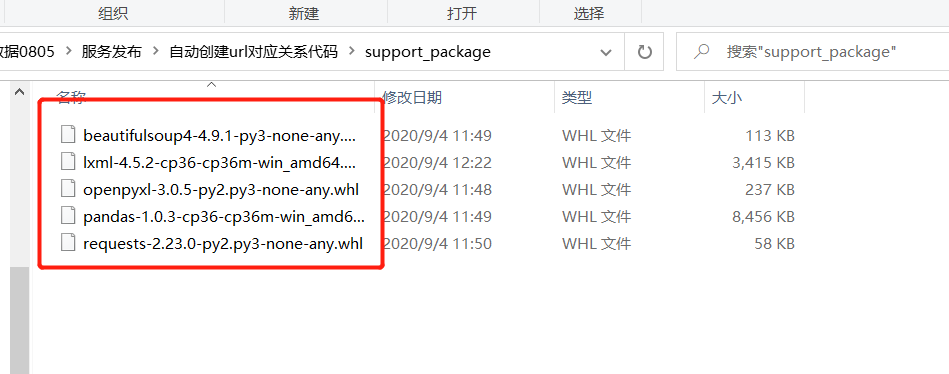 组织 新建 打开 选择
数据0805 > 服务发布 > 自动创建url对应关系代码 > support_package 搜索"support_package"
名称 修改日期 类型 大小
beautifulsoup4-4.9.1-py3-none-any.... 2020/9/4 11:49 WHL 文件 113 KB
lxml-4.5.2-cp36-cp36m-win_amd64.... 2020/9/4 12:22 WHL 文件 3,415 KB
openpyxl-3.0.5-py2.py3-none-any.whl 2020/9/4 11:48 WHL 文件 237 KB
pandas-1.0.3-cp36-cp36m-win_amd6... 2020/9/4 11:49 WHL 文件 8,456 KB
requests-2.23.0-py2.py3-none-any.whl 2020/9/4 11:50 WHL 文件 58 KB